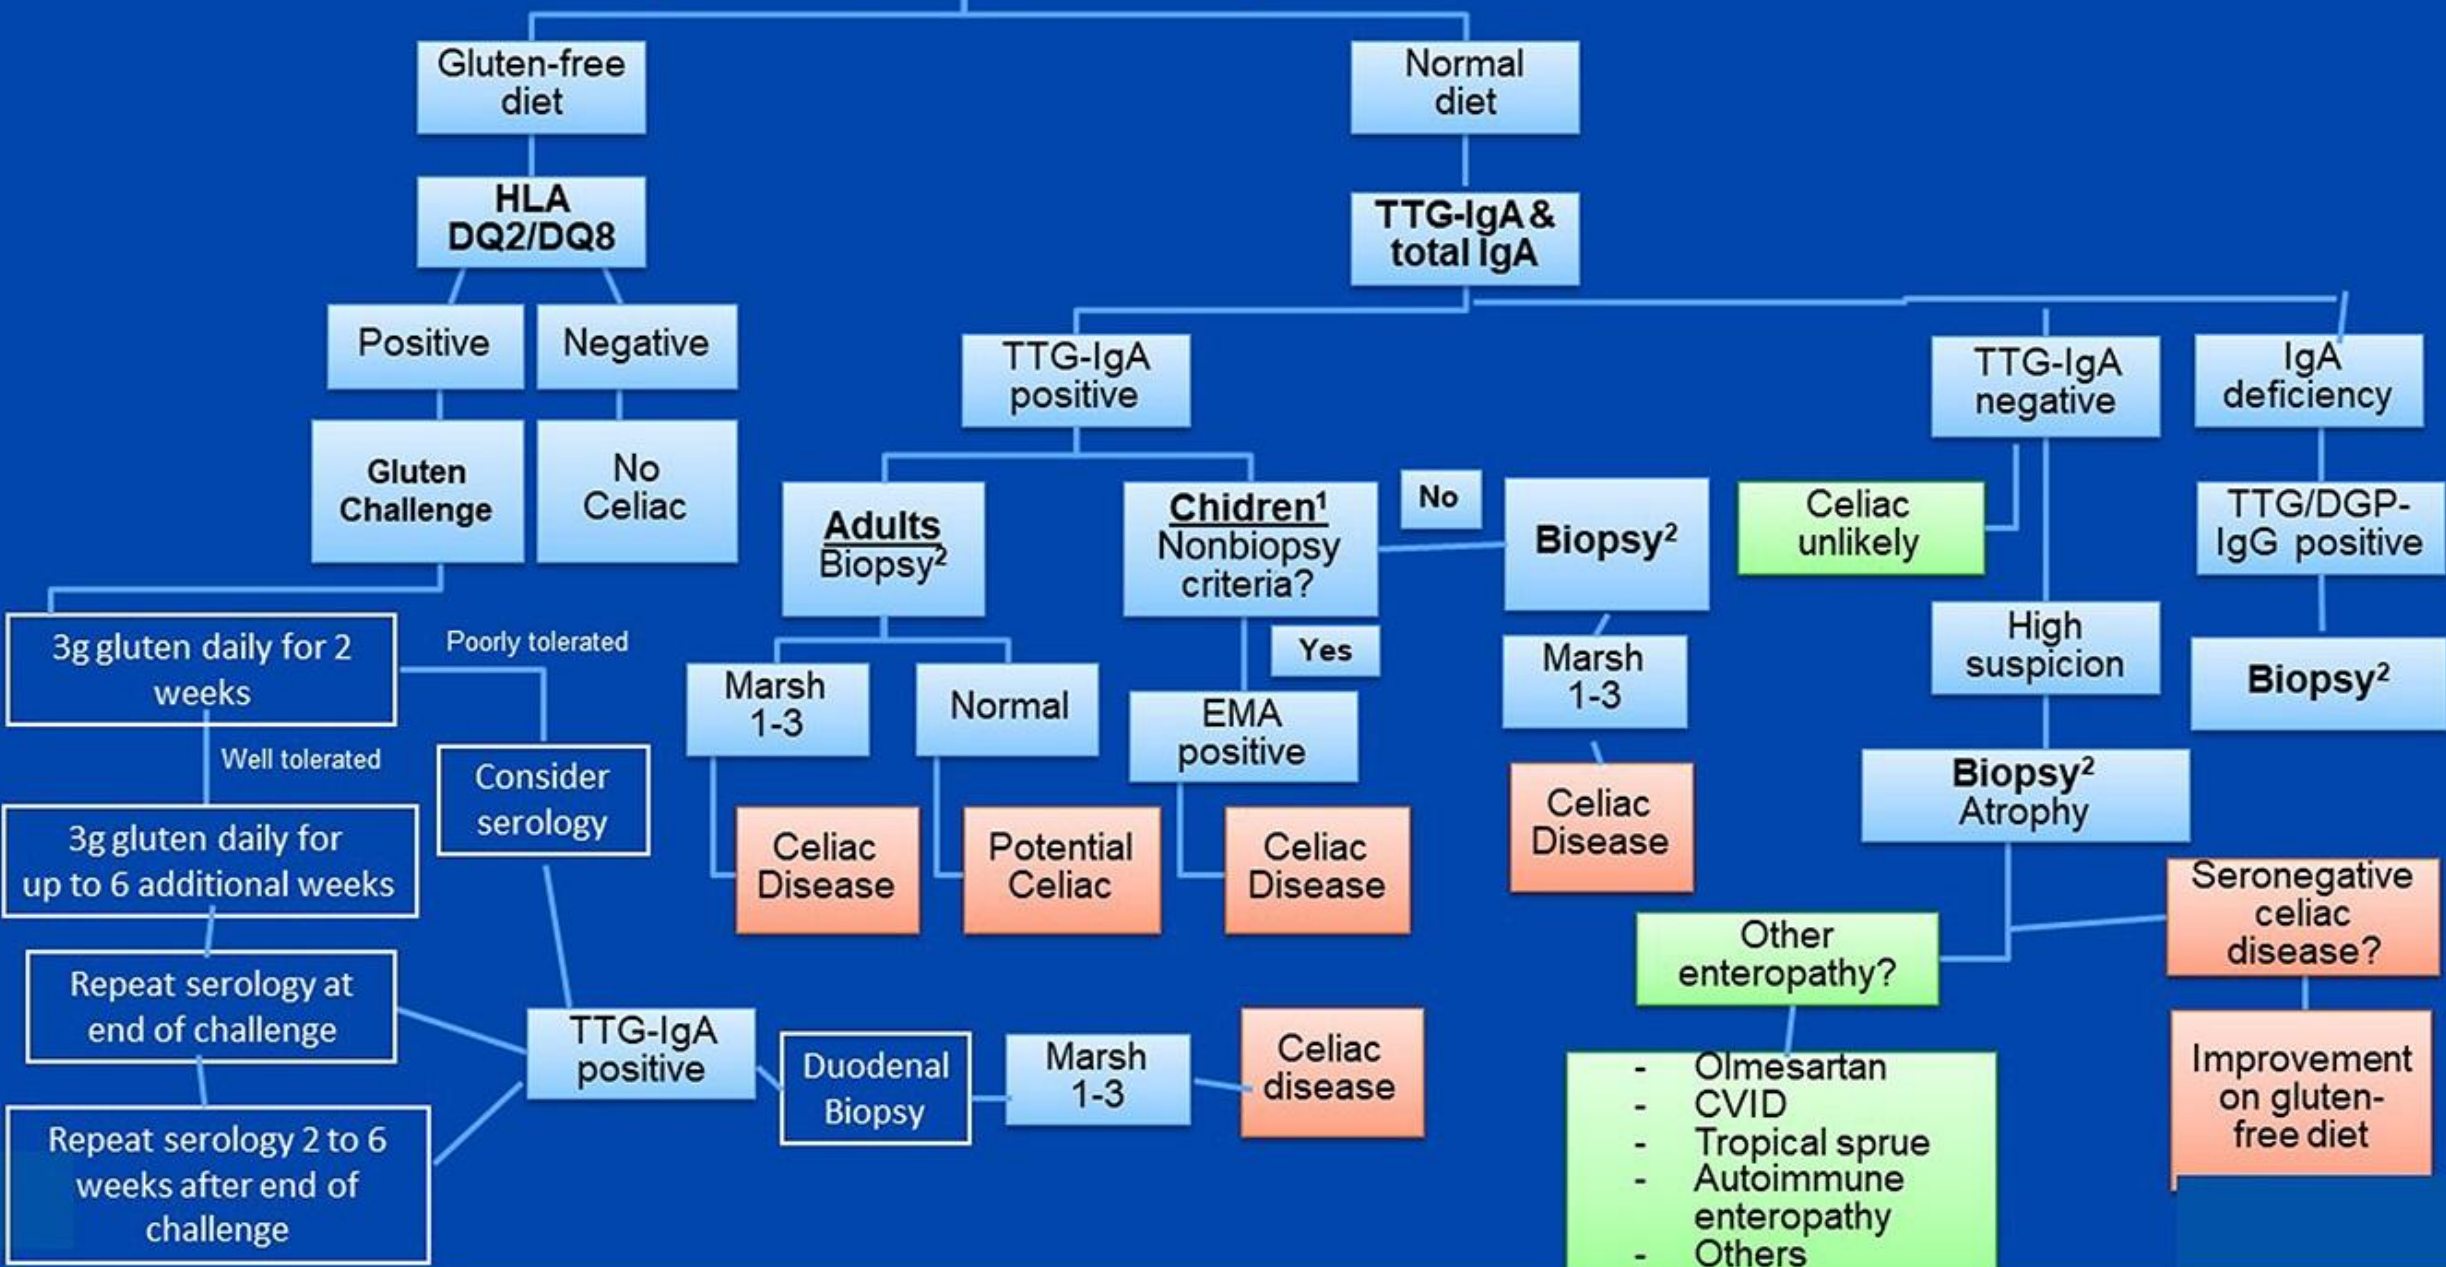 Gluten-free
diet
Normal
diet
HLA
DQ2/DQ8
TTG-IgA &
total IgA
Positive
Negative
TTG-IgA
positive
TTG-IgA
negative
IgA
deficiency
Gluten
Challenge
No
Celiac
Adults
Biopsy²
Chidren¹
Nonbiopsy
criteria?
No
Biopsy²
Celiac
unlikely
TTG/DGP-
IgG positive
3g gluten daily for 2
weeks
Poorly tolerated
Marsh
1-3
Normal
Yes
EMA
positive
Marsh
1-3
High
suspicion
Biopsy²
Well tolerated
Consider
serology
Biopsy²
Atrophy
3g gluten daily for
up to 6 additional weeks
Celiac
Disease
Potential
Celiac
Celiac
Disease
Celiac
Disease
Other
enteropathy?
Seronegative
celiac
disease?
Repeat serology at
end of challenge
TTG-IgA
positive
Duodenal
Biopsy
Marsh
1-3
Celiac
disease
- Olmesartan
- CVID
- Tropical sprue
- Autoimmune
enteropathy
- Others
Improvement
on gluten-
free diet
Repeat serology 2 to 6
weeks after end of
challenge